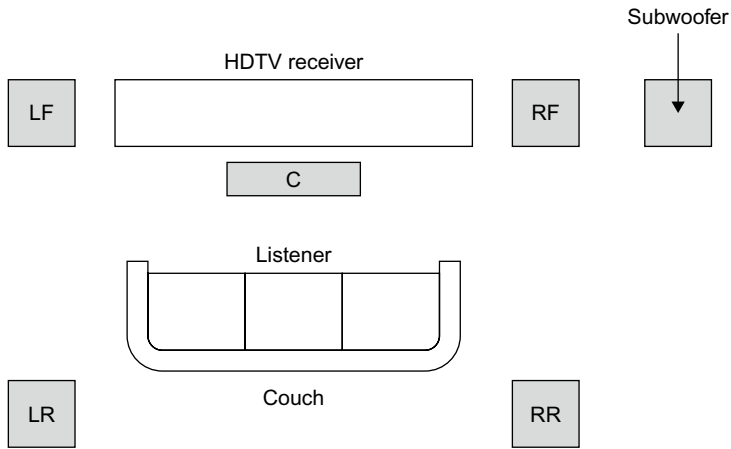 Subwoofer
HDTV receiver
LF
RF
C
Listener
Couch
LR
RR